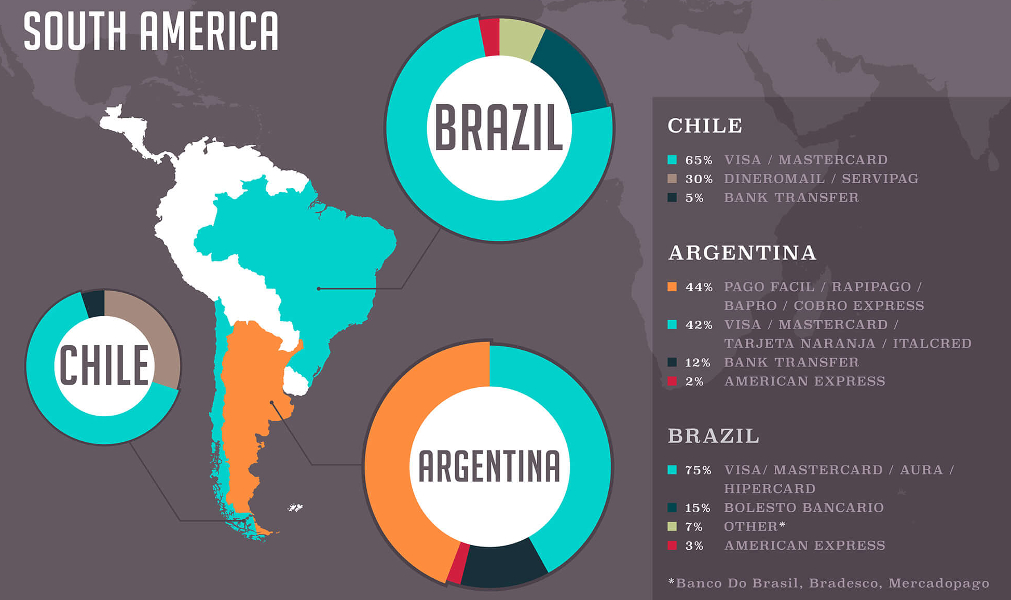 SOUTH AMERICA
BRAZIL
CHILE
ARGENTINA
CHILE
65% VISA / MASTERCARD
30% DINEROMAIL / SERVIPAG
5% BANK TRANSFER
ARGENTINA
44% PAGO FACIL / RAPIPAGO /
BAPRO / COBRO EXPRESS
42% VISA / MASTERCARD /
TARJETA NARANJA / ITALCRED
12% BANK TRANSFER
2% AMERICAN EXPRESS
BRAZIL
75% VISA/ MASTERCARD / AURA /
HIPERCARD
15% BOLESTO BANCARIO
7% OTHER*
3% AMERICAN EXPRESS
*Banco Do Brasil, Bradesco, Mercadopago